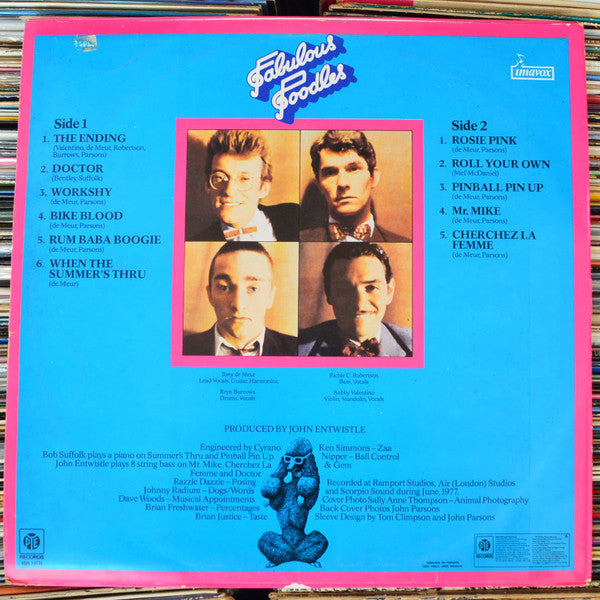 Fabulous
Poodles
imavox
Side 1
1. THE ENDING
(Valentino, de Meur, Robertson,
Burrows, Parsons)
2. DOCTOR
(Bentley, Suffolk)
3. WORKSHY
(de Meur, Parsons)
4. BIKE BLOOD
(de Meur, Parsons)
5. RUM BABA BOOGIE
(de Meur, Parsons)
6. WHEN THE
SUMMER'S THRU
(de Meur)
Side 2
1. ROSIE PINK
(de Meur, Parsons)
2. ROLL YOUR OWN
(Mel McDaniel)
3. PINBALL PIN UP
(de Meur, Parsons)
4. Mr. MIKE
(de Meur, Parsons)
5. CHERCHEZ LA
FEMME
(de Meur, Parsons)
Tony de Meur
Lead Vocals, Guitar, Harmonica
Richie C. Robertson
Bass, Vocals
Bryn Burrows
Drums, Vocals
Bobby Valentino
Violin, Mandolin, Vocals
PRODUCED BY JOHN ENTWISTLE
Engineered by Cyrano
Bob Suffolk plays a piano on Summer's Thru and Pinball Pin Up.
John Entwistle plays 8 string bass on Mr. Mike, Cherchez La
Femme and Doctor.
Razzle Dazzle – Posing
Johnny Radium – Dogs/Words
Dave Woods – Musical Appointments
Brian Freshwater – Percentages
Brian Justice – Taste
Ken Simmons – Zaa
Nipper – Ball Control
& Gem
Recorded at Ramport Studios, Air (London) Studios
and Scorpio Sound during June, 1977.
Cover Photo Sally Anne Thompson – Animal Photography
Back Cover Photos John Parsons
Sleeve Design by Tom Climpson and John Parsons
PYE
RECORDS
PYE
RECORDS